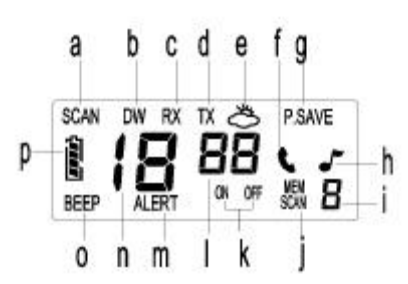 a b c d e f g
SCAN DW RX TX P.SAVE
p 18 88 h
BEEP ALERT ON OFF MEM SCAN 8 i
o n m l k j